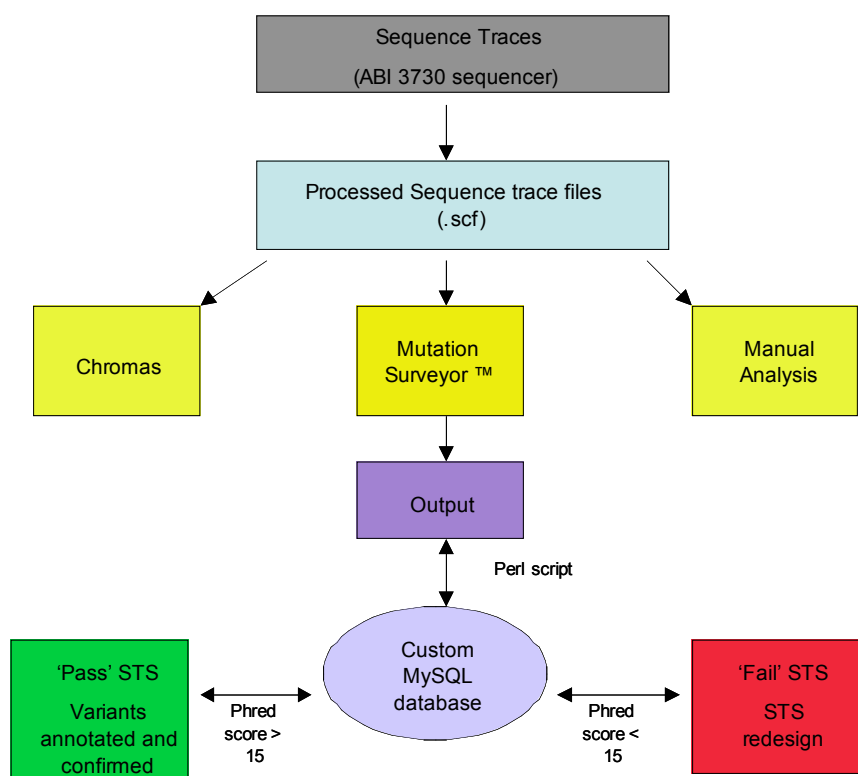 Sequence Traces
(ABI 3730 sequencer)
Processed Sequence trace files
(.scf)
Chromas
Mutation
Surveyor ™
Manual
Analysis
Output
Perl script
Custom
MySQL
database
‘Pass’ STS
Variants
annotated and
confirmed
Phred
score >
15
Phred
score <
15
‘Fail’ STS
STS
redesign